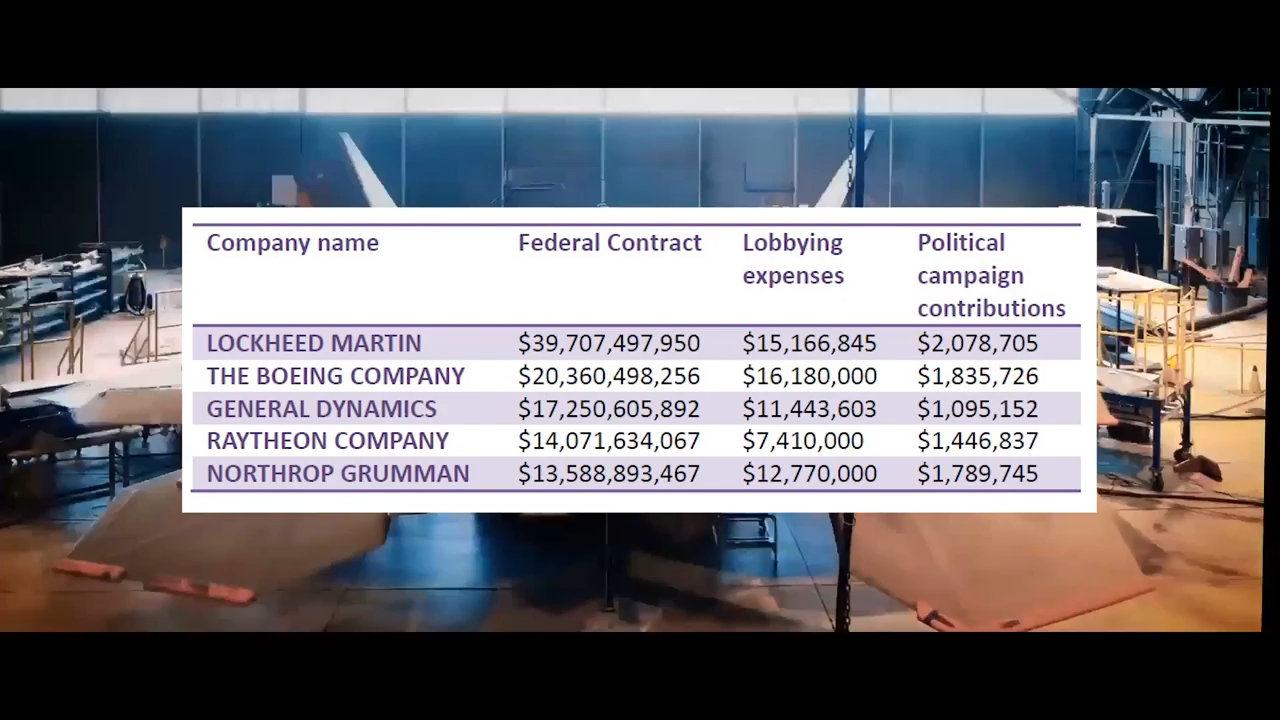 Company name Federal Contract Lobbying Political
expenses campaign
contributions
LOCKHEED MARTIN $39,707,497,950 $15,166,845 $2,078,705
THE BOEING COMPANY $20,360,498,256 $16,180,000 $1,835,726
GENERAL DYNAMICS $17,250,605,892 $11,443,603 $1,095,152
RAYTHEON COMPANY $14,071,634,067 $7,410,000 $1,446,837
NORTHROP GRUMMAN $13,588,893,467 $12,770,000 $1,789,745